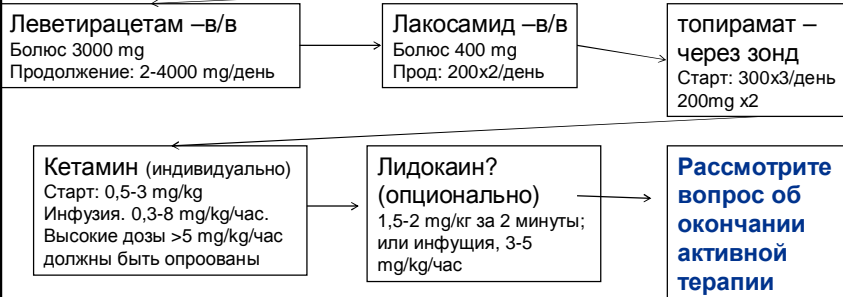 Леветирацетам –в/в
Болюс 3000 mg
Продолжение: 2-4000 mg/день
Лакосамид –в/в
Болюс 400 mg
Прод: 200x2/день
топирамат –
через зонд
Старт: 300x3/день
200mg x2
Кетамин (индивидуально)
Старт: 0,5-3 mg/kg
Инфузия. 0,3-8 mg/kg/час.
Высокие дозы >5 mg/kg/час
должны быть опроованы
Лидокаин?
(опционально)
1,5-2 mg/кг за 2 минуты;
или инфущия, 3-5
mg/kg/час
Рассмотрите
вопрос об
окончании
активной
терапии